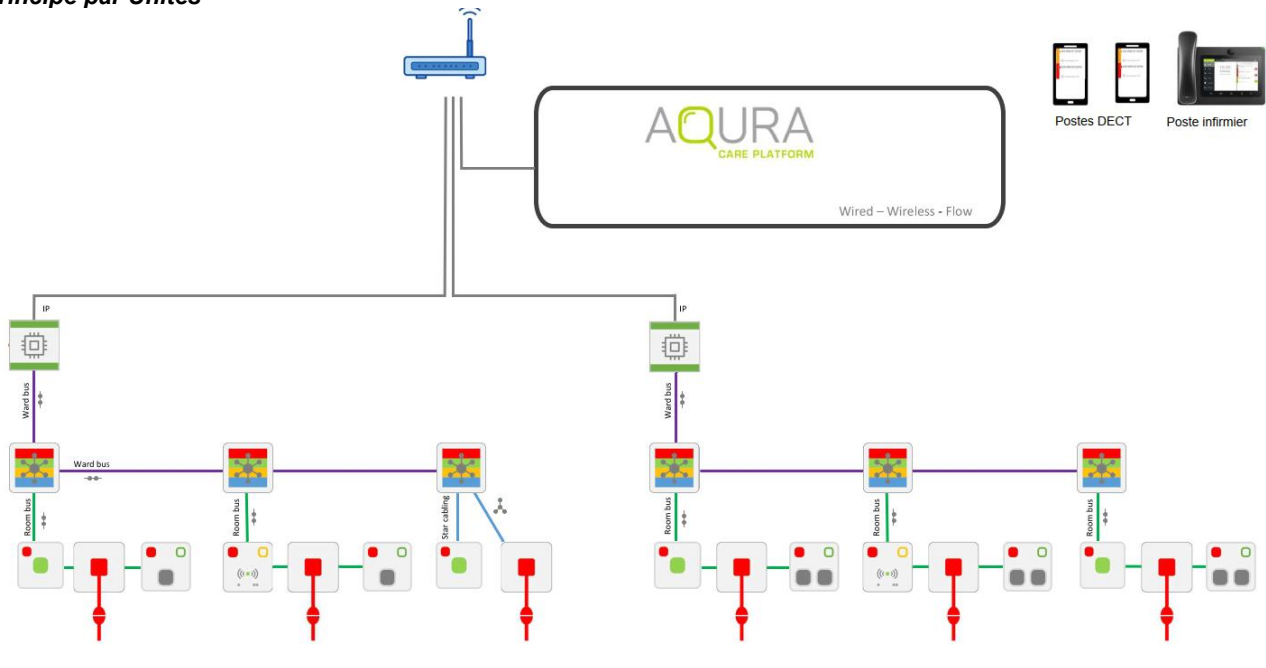 rincipe par Unités
AQURA
CARE PLATFORM
Wired – Wireless - Flow
Postes DECT
Poste infirmier
IP
IP
Ward bus
Ward bus
Ward bus
Room bus
Room bus
Star cabling
Room bus
Room bus
Room bus